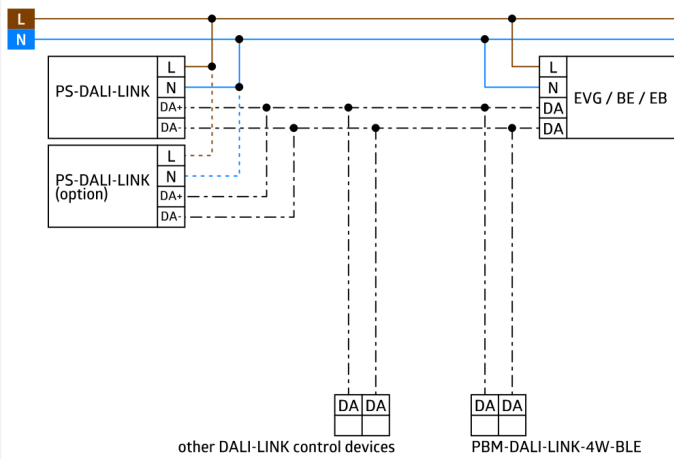 L
N
PS-DALI-LINK
L
N
DA+
DA-
L
N
DA
DA
EVG / BE / EB
PS-DALI-LINK
(option)
L
N
DA+
DA-
DA DA
DA DA
other DALI-LINK control devices
PBM-DALI-LINK-4W-BLE